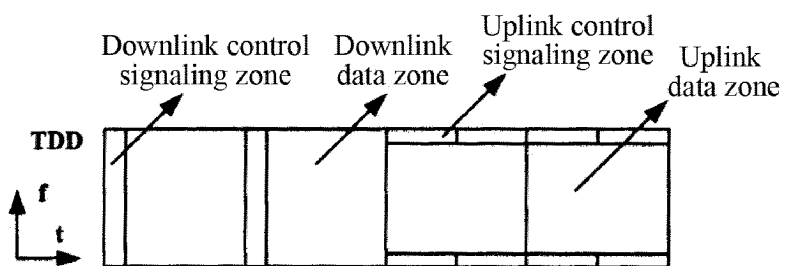 Downlink control
signaling zone
Downlink
data zone
Uplink control
signaling zone
Uplink
data zone
TDD
f
t